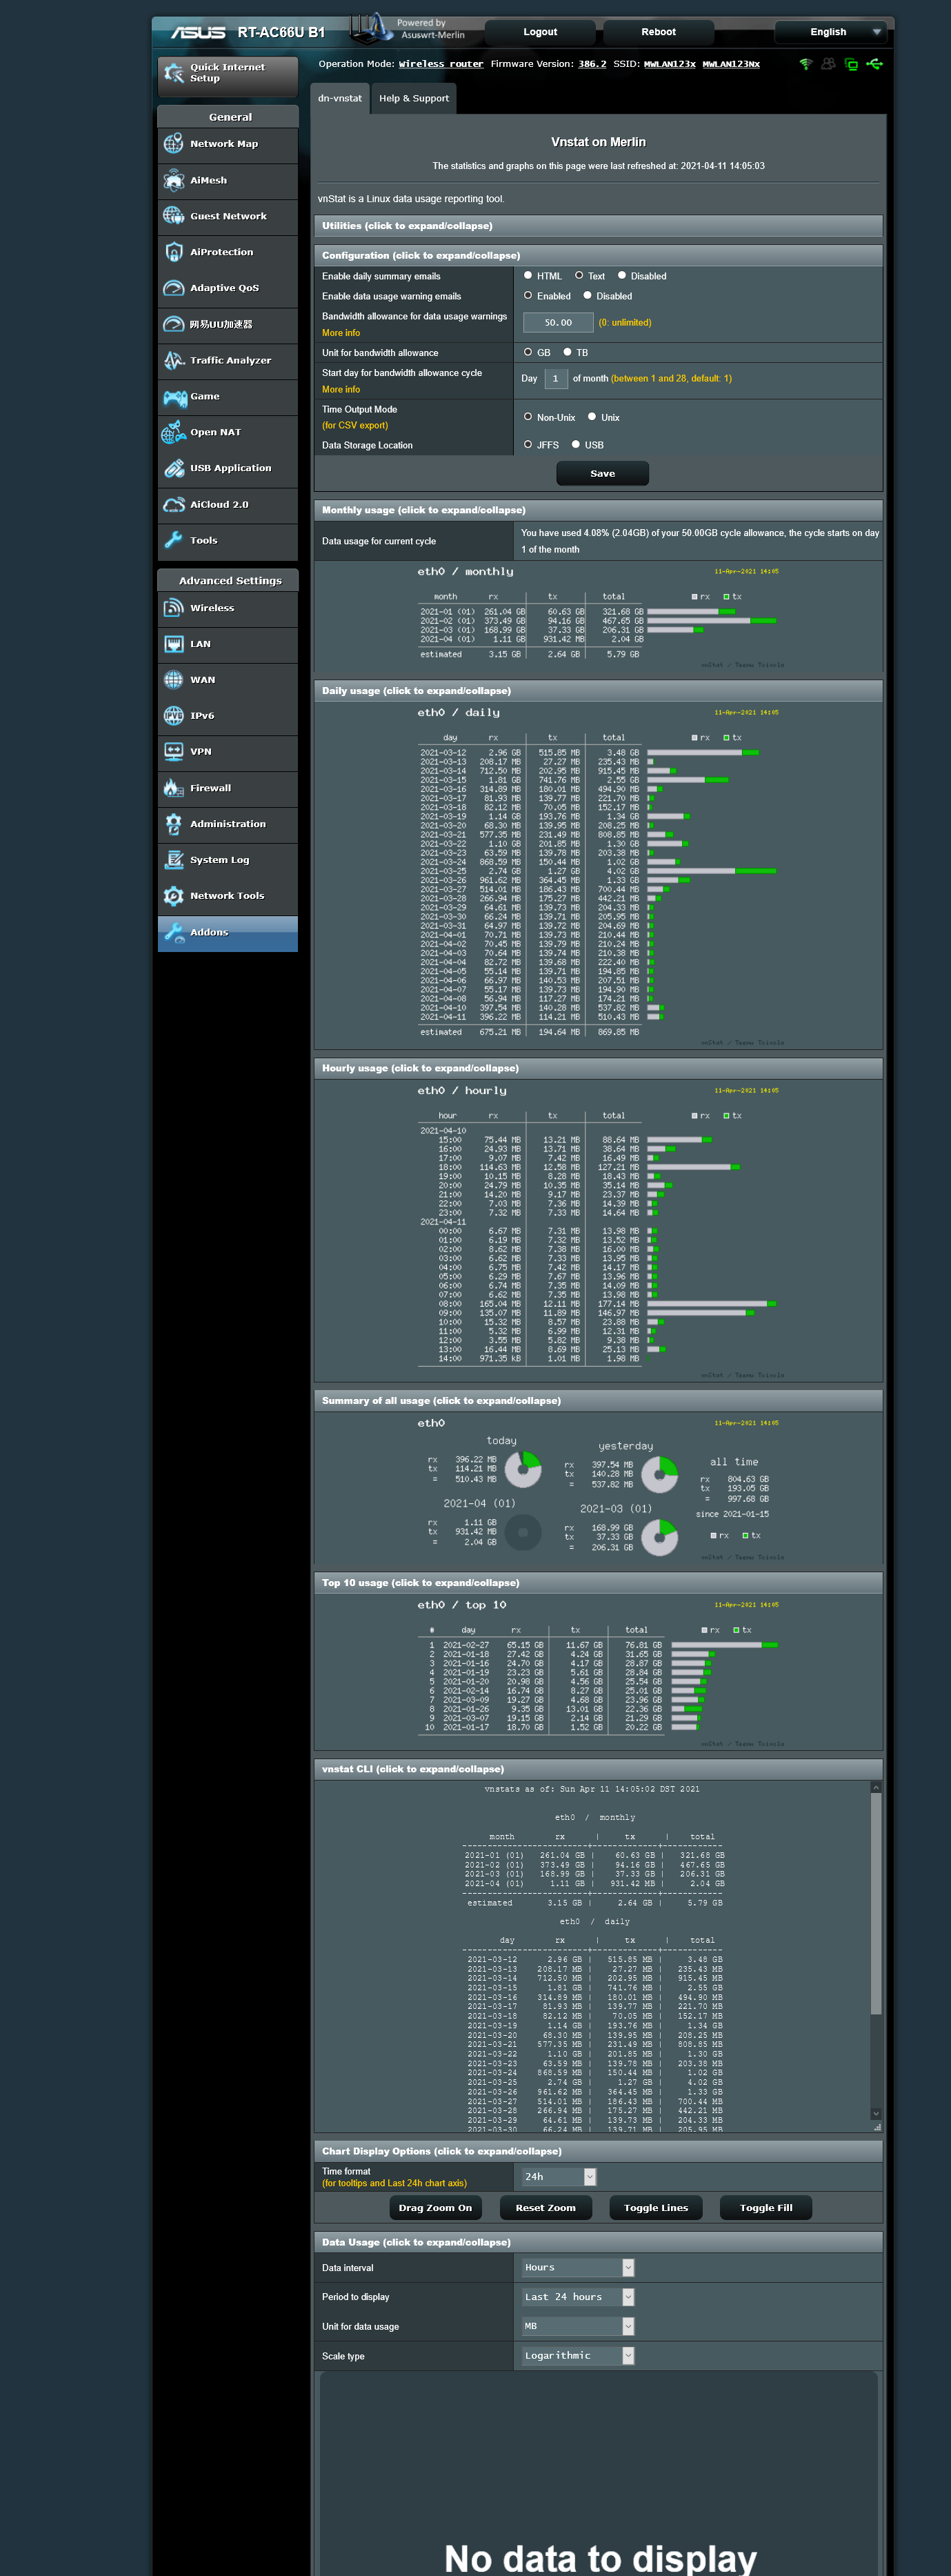 ASUS RT-AC66U B1
Powered by
Asuswrt-Merlin
Logout
Reboot
English
Quick Internet
Setup
Operation Mode: Wireless router Firmware Version: 386.2 SSID: MWLAN123x MWLAN123Nx
General
Network Map
AiMesh
Guest Network
AiProtection
Adaptive QoS
网易UU加速器
Traffic Analyzer
Game
Open NAT
USB Application
AiCloud 2.0
Tools
Advanced Settings
Wireless
LAN
WAN
IPv6
VPN
Firewall
Administration
System Log
Network Tools
Addons
dn-vnstat
Help & Support
Vnstat on Merlin
The statistics and graphs on this page were last refreshed at: 2021-04-11 14:05:03
vnStat is a Linux data usage reporting tool.
Utilities (click to expand/collapse)
Configuration (click to expand/collapse)
Enable daily summary emails HTML Text Disabled
Enable data usage warning emails Enabled Disabled
Bandwidth allowance for data usage warnings
More info
50.00 (0: unlimited)
Unit for bandwidth allowance GB TB
Start day for bandwidth allowance cycle
More info
Day 1 of month (between 1 and 28, default: 1)
Time Output Mode
(for CSV export)
Non-Unix Unix
Data Storage Location JFFS USB
Save
Monthly usage (click to expand/collapse)
Data usage for current cycle
You have used 4.08% (2.04GB) of your 50.00GB cycle allowance, the cycle starts on day
1 of the month
eth0 / monthly 11-Apr-2021 14:05
month rx tx total rx tx
2021-01 (01) 261.04 GB 60.63 GB 321.68 GB
2021-02 (01) 373.49 GB 94.16 GB 467.65 GB
2021-03 (01) 168.99 GB 37.33 GB 206.31 GB
2021-04 (01) 1.11 GB 931.42 MB 2.04 GB
estimated 3.15 GB 2.64 GB 5.79 GB
vnStat / Teemu Toivola
Daily usage (click to expand/collapse)
eth0 / daily 11-Apr-2021 14:05
day rx tx total rx tx
2021-03-12 2.96 GB 515.85 MB 3.48 GB
2021-03-13 208.17 MB 27.27 MB 235.43 MB
2021-03-14 712.50 MB 202.95 MB 915.45 MB
2021-03-15 1.81 GB 741.76 MB 2.55 GB
2021-03-16 314.89 MB 180.01 MB 494.90 MB
2021-03-17 81.93 MB 139.77 MB 221.70 MB
2021-03-18 82.12 MB 70.05 MB 152.17 MB
2021-03-19 1.14 GB 193.76 MB 1.34 GB
2021-03-20 68.30 MB 139.95 MB 208.25 MB
2021-03-21 577.35 MB 231.49 MB 808.85 MB
2021-03-22 1.10 GB 201.85 MB 1.30 GB
2021-03-23 63.59 MB 139.78 MB 203.38 MB
2021-03-24 868.59 MB 150.44 MB 1.02 GB
2021-03-25 2.74 GB 1.27 GB 4.02 GB
2021-03-26 961.62 MB 364.45 MB 1.33 GB
2021-03-27 514.01 MB 186.43 MB 700.44 MB
2021-03-28 266.94 MB 175.27 MB 442.21 MB
2021-03-29 64.61 MB 139.73 MB 204.33 MB
2021-03-30 66.24 MB 139.71 MB 205.95 MB
2021-03-31 64.97 MB 139.72 MB 204.69 MB
2021-04-01 70.71 MB 139.73 MB 210.44 MB
2021-04-02 70.45 MB 139.79 MB 210.24 MB
2021-04-03 70.64 MB 139.74 MB 210.38 MB
2021-04-04 82.72 MB 139.68 MB 222.40 MB
2021-04-05 55.14 MB 139.71 MB 194.85 MB
2021-04-06 66.97 MB 140.53 MB 207.51 MB
2021-04-07 55.17 MB 139.73 MB 194.90 MB
2021-04-08 56.94 MB 117.27 MB 174.21 MB
2021-04-10 397.54 MB 140.28 MB 537.82 MB
2021-04-11 396.22 MB 114.21 MB 510.43 MB
estimated 675.21 MB 194.64 MB 869.85 MB
vnStat / Teemu Toivola
Hourly usage (click to expand/collapse)
eth0 / hourly 11-Apr-2021 14:05
hour rx tx total rx tx
2021-04-10
15:00 75.44 MB 13.21 MB 88.64 MB
16:00 24.93 MB 13.71 MB 38.64 MB
17:00 9.07 MB 7.42 MB 16.49 MB
18:00 114.63 MB 12.58 MB 127.21 MB
19:00 10.15 MB 8.28 MB 18.43 MB
20:00 24.79 MB 10.35 MB 35.14 MB
21:00 14.20 MB 9.17 MB 23.37 MB
22:00 7.03 MB 7.36 MB 14.39 MB
23:00 7.32 MB 7.33 MB 14.64 MB
2021-04-11
00:00 6.67 MB 7.31 MB 13.98 MB
01:00 6.19 MB 7.32 MB 13.52 MB
02:00 8.62 MB 7.38 MB 16.00 MB
03:00 6.62 MB 7.33 MB 13.95 MB
04:00 6.75 MB 7.42 MB 14.17 MB
05:00 6.29 MB 7.67 MB 13.96 MB
06:00 6.74 MB 7.35 MB 14.09 MB
07:00 6.62 MB 7.35 MB 13.98 MB
08:00 165.04 MB 12.11 MB 177.14 MB
09:00 135.07 MB 11.89 MB 146.97 MB
10:00 15.32 MB 8.57 MB 23.88 MB
11:00 5.32 MB 6.99 MB 12.31 MB
12:00 3.55 MB 5.82 MB 9.38 MB
13:00 16.44 MB 8.69 MB 25.13 MB
14:00 971.35 kB 1.01 MB 1.98 MB
vnStat / Teemu Toivola
Summary of all usage (click to expand/collapse)
eth0 11-Apr-2021 14:05
today
rx 396.22 MB
tx 114.21 MB
= 510.43 MB
yesterday
rx 397.54 MB
tx 140.28 MB
= 537.82 MB
all time
rx 804.63 GB
tx 193.05 GB
= 997.68 GB
since 2021-01-15
2021-04 (01)
rx 1.11 GB
tx 931.42 MB
= 2.04 GB
2021-03 (01)
rx 168.99 GB
tx 37.33 GB
= 206.31 GB
rx tx
vnStat / Teemu Toivola
Top 10 usage (click to expand/collapse)
eth0 / top 10 11-Apr-2021 14:05
# day rx tx total rx tx
1 2021-02-27 65.15 GB 11.67 GB 76.81 GB
2 2021-01-18 27.42 GB 4.24 GB 31.65 GB
3 2021-01-16 24.70 GB 4.17 GB 28.87 GB
4 2021-01-19 23.23 GB 5.61 GB 28.84 GB
5 2021-01-20 20.98 GB 4.56 GB 25.54 GB
6 2021-02-14 16.74 GB 8.27 GB 25.01 GB
7 2021-03-09 19.27 GB 4.68 GB 23.96 GB
8 2021-01-26 9.35 GB 13.01 GB 22.36 GB
9 2021-03-07 19.15 GB 2.14 GB 21.29 GB
10 2021-01-17 18.70 GB 1.52 GB 20.22 GB
vnStat / Teemu Toivola
vnstat CLI (click to expand/collapse)
vnstats as of: Sun Apr 11 14:05:02 DST 2021
eth0 / monthly
month rx | tx | total
2021-01 (01) 261.04 GB | 60.63 GB | 321.68 GB
2021-02 (01) 373.49 GB | 94.16 GB | 467.65 GB
2021-03 (01) 168.99 GB | 37.33 GB | 206.31 GB
2021-04 (01) 1.11 GB | 931.42 MB | 2.04 GB
estimated 3.15 GB | 2.64 GB | 5.79 GB
eth0 / daily
day rx | tx | total
2021-03-12 2.96 GB | 515.85 MB | 3.48 GB
2021-03-13 208.17 MB | 27.27 MB | 235.43 MB
2021-03-14 712.50 MB | 202.95 MB | 915.45 MB
2021-03-15 1.81 GB | 741.76 MB | 2.55 GB
2021-03-16 314.89 MB | 180.01 MB | 494.90 MB
2021-03-17 81.93 MB | 139.77 MB | 221.70 MB
2021-03-18 82.12 MB | 70.05 MB | 152.17 MB
2021-03-19 1.14 GB | 193.76 MB | 1.34 GB
2021-03-20 68.30 MB | 139.95 MB | 208.25 MB
2021-03-21 577.35 MB | 231.49 MB | 808.85 MB
2021-03-22 1.10 GB | 201.85 MB | 1.30 GB
2021-03-23 63.59 MB | 139.78 MB | 203.38 MB
2021-03-24 868.59 MB | 150.44 MB | 1.02 GB
2021-03-25 2.74 GB | 1.27 GB | 4.02 GB
2021-03-26 961.62 MB | 364.45 MB | 1.33 GB
2021-03-27 514.01 MB | 186.43 MB | 700.44 MB
2021-03-28 266.94 MB | 175.27 MB | 442.21 MB
2021-03-29 64.61 MB | 139.73 MB | 204.33 MB
2021-03-30 66.24 MB | 139.71 MB | 205.95 MB
Chart Display Options (click to expand/collapse)
Time format
(for tooltips and Last 24h chart axis)
24h
Drag Zoom On
Reset Zoom
Toggle Lines
Toggle Fill
Data Usage (click to expand/collapse)
Data interval Hours
Period to display Last 24 hours
Unit for data usage MB
Scale type Logarithmic
No data to display